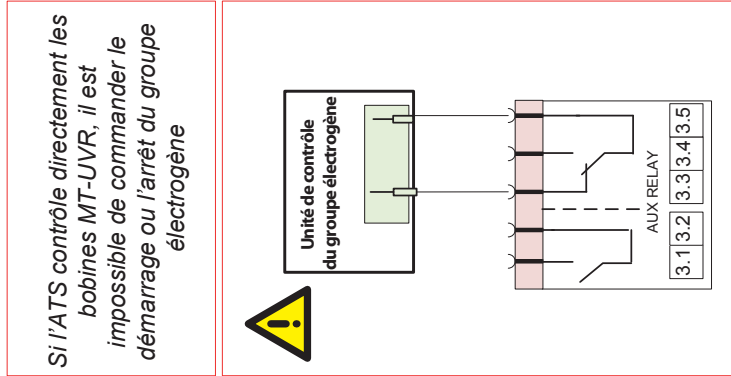 Si l'ATS contrôle directement les
bobines MT-UVR, il est
impossible de commander le
démarrage ou l'arrêt du groupe
électrogène
Unité de contrôle
du groupe électrogène
AUX RELAY
3.1 3.2 3.3 3.4 3.5